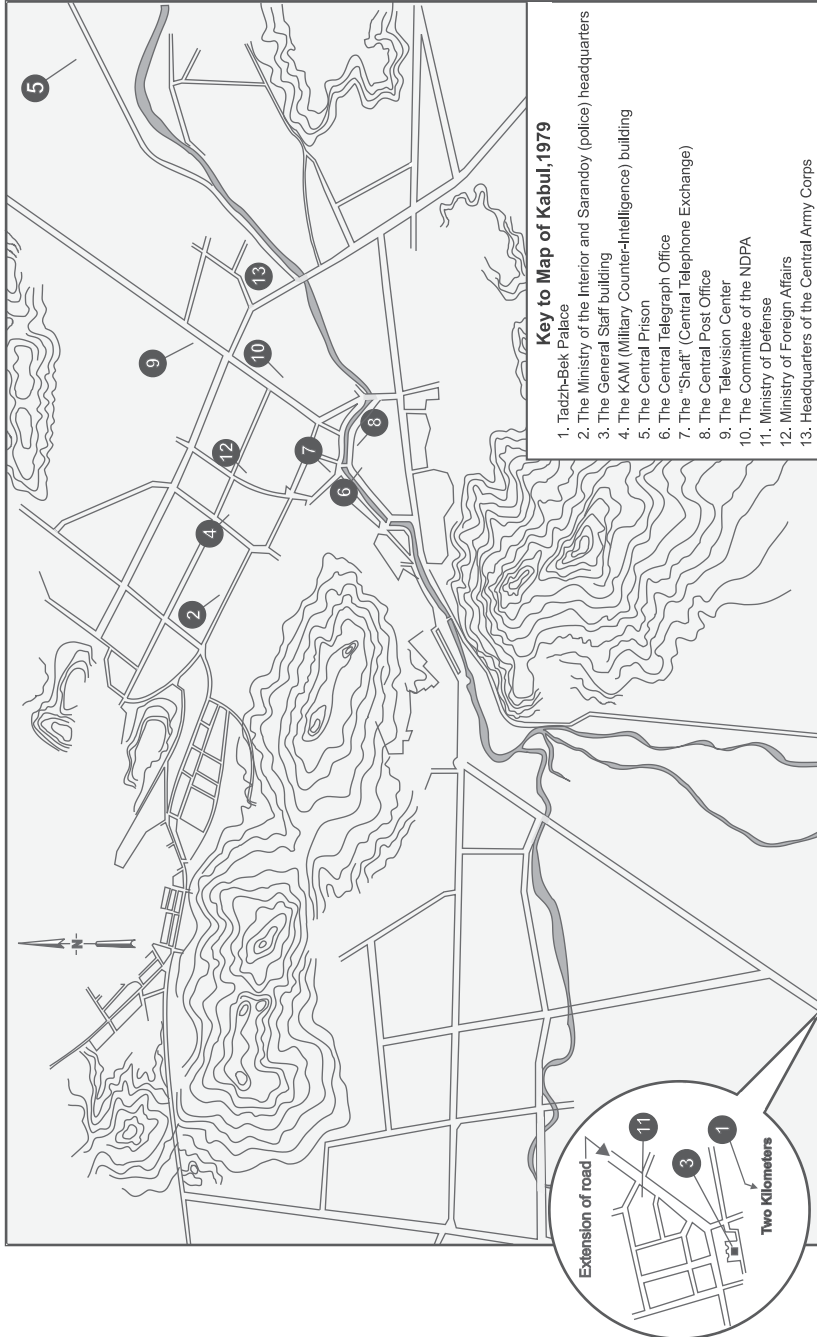 5
9
13
10
12
7
8
6
4
2
N
Key to Map of Kabul,1979
1. Tadzh-Bek Palace
2. The Ministry of the Interior and Sarandoy (police) headquarters
3. The General Staff building
4. The KAM (Military Counter-Intelligence) building
5. The Central Prison
6. The Central Telegraph Office
7. The "Shaft" (Central Telephone Exchange)
8. The Central Post Office
9. The Television Center
10. The Committee of the NDPA
11. Ministry of Defense
12. Ministry of Foreign Affairs
13. Headquarters of the Central Army Corps
Extension of road
11
3
1
Two Kilometers